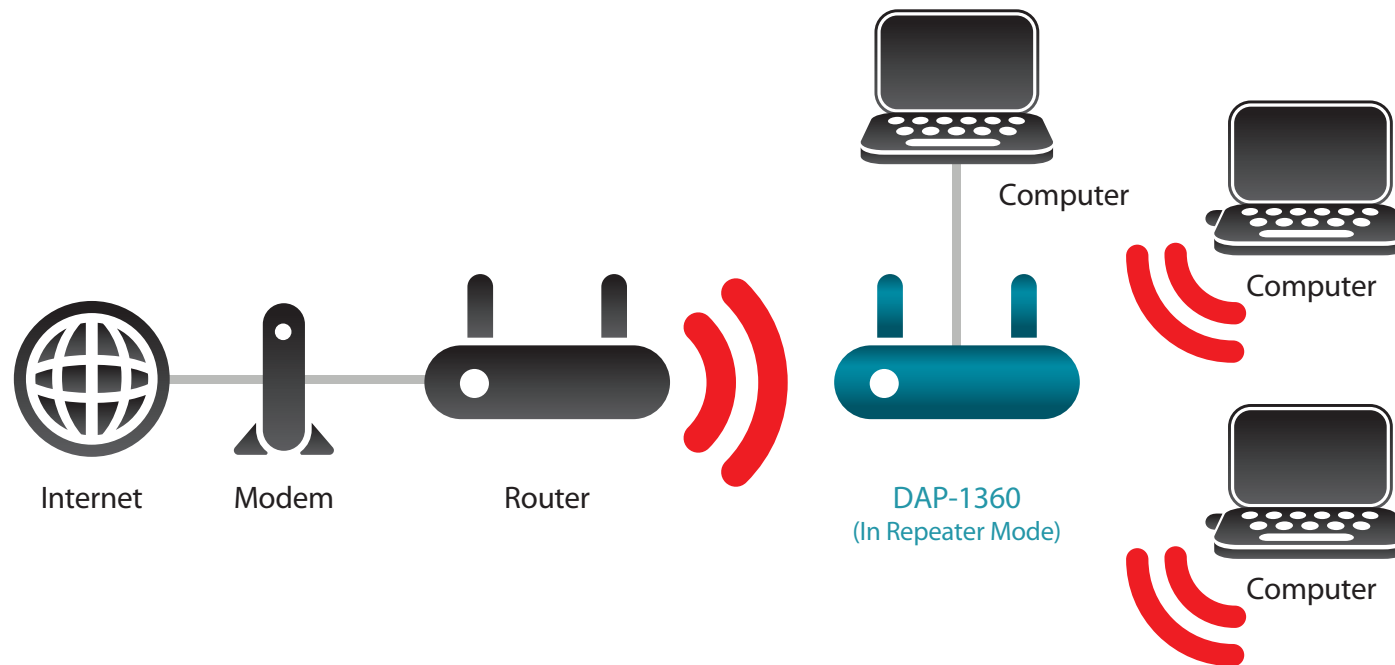 Computer
Computer
Internet
Modem
Router
DAP-1360
(In Repeater Mode)
Computer